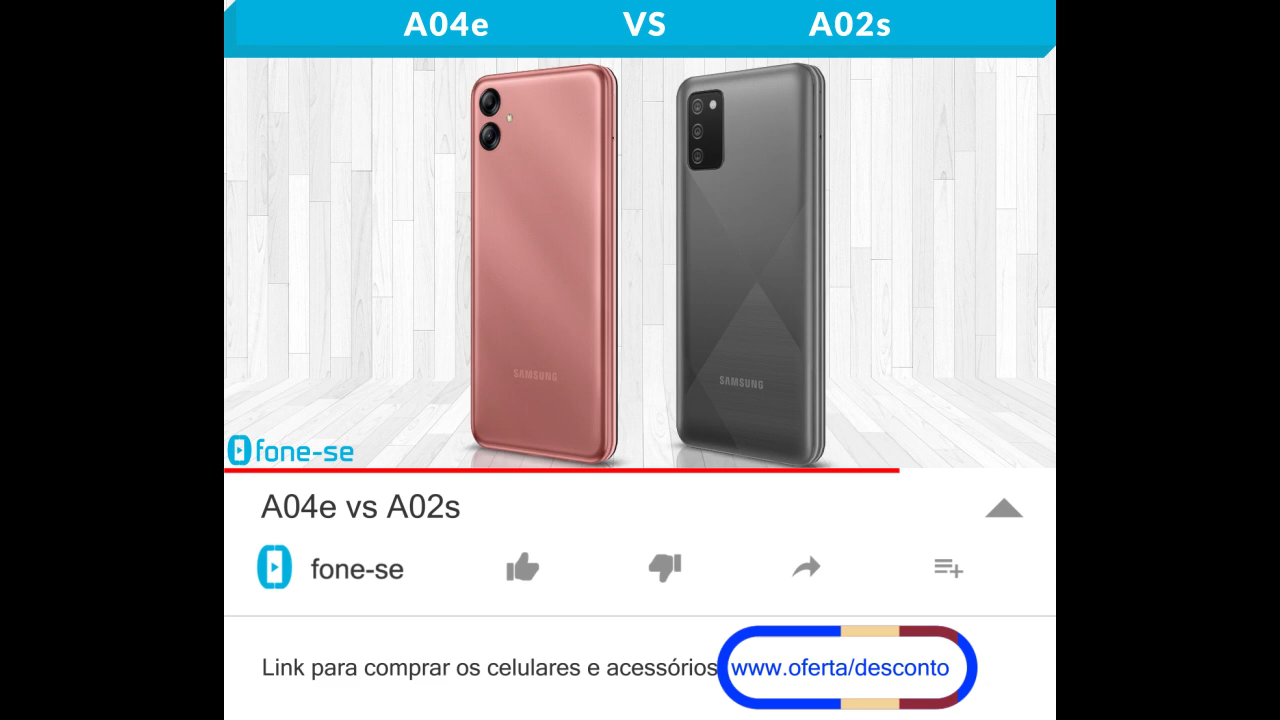 A04e VS A02s
SAMSUNG
SAMSUNG
fone-se
A04e vs A02s
fone-se
Link para comprar os celulares e acessórios www.oferta/desconto